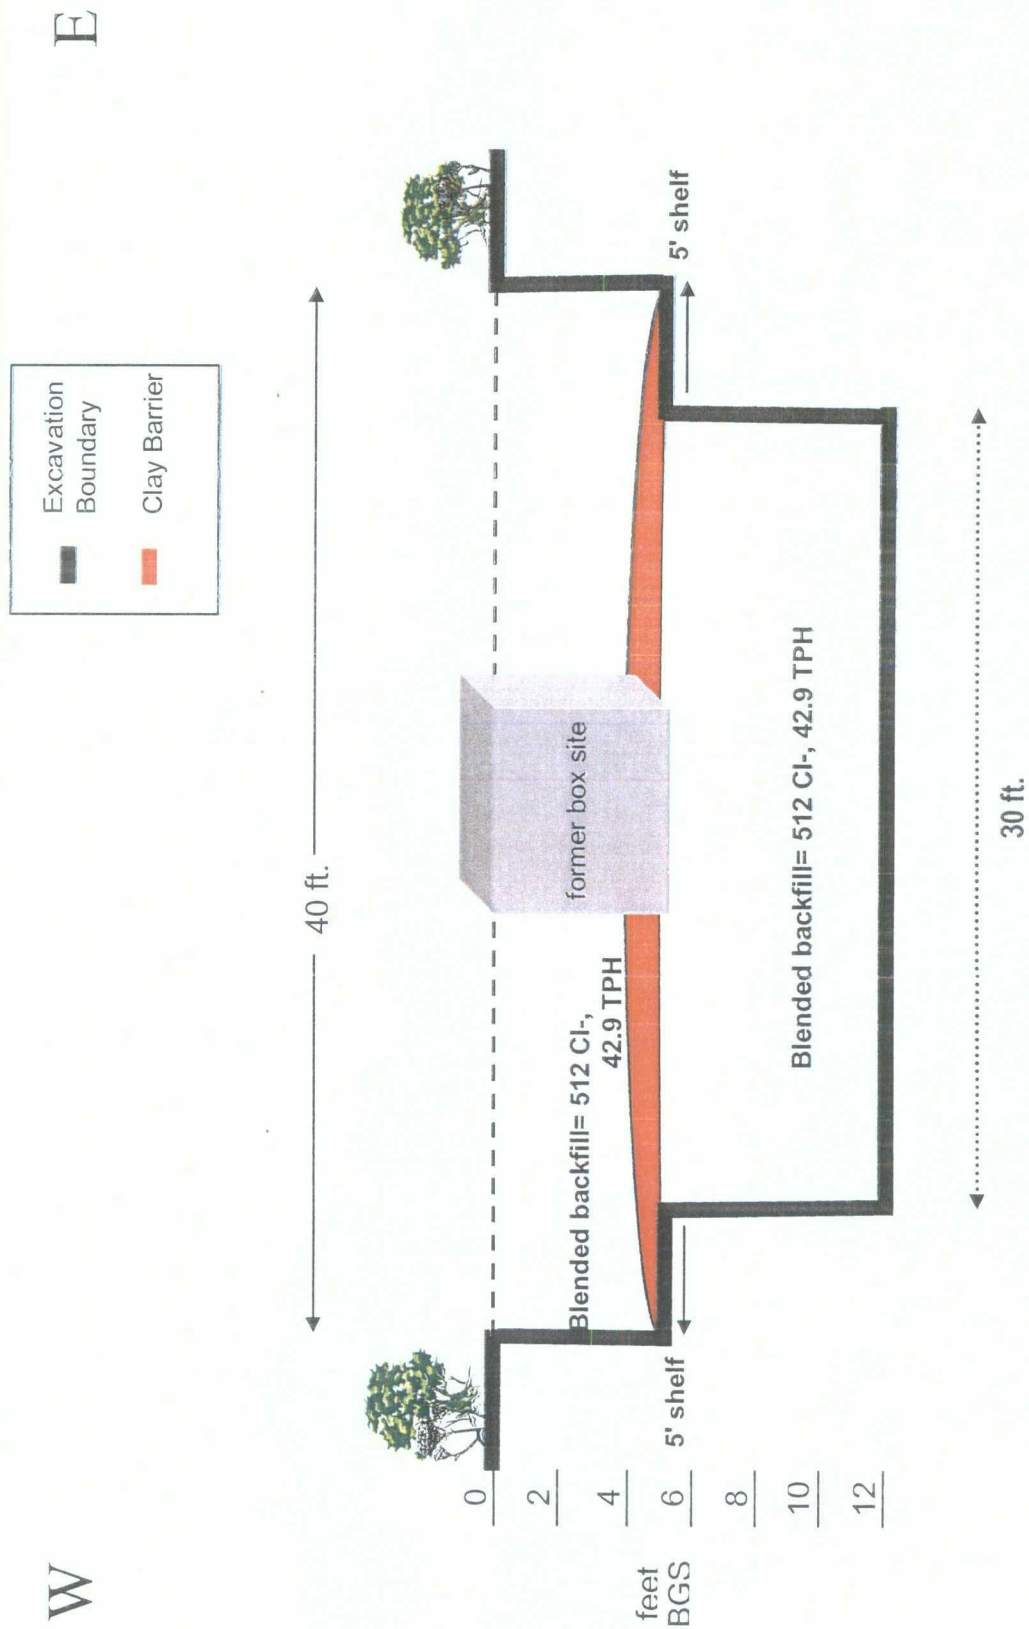 W
E
Excavation
Boundary
Clay Barrier
40 ft.
0
2
4
6
8
10
12
feet
BGS
former box site
Blended backfill= 512 Cl-,
42.9 TPH
5' shelf
5' shelf
Blended backfill= 512 Cl-, 42.9 TPH
30 ft.